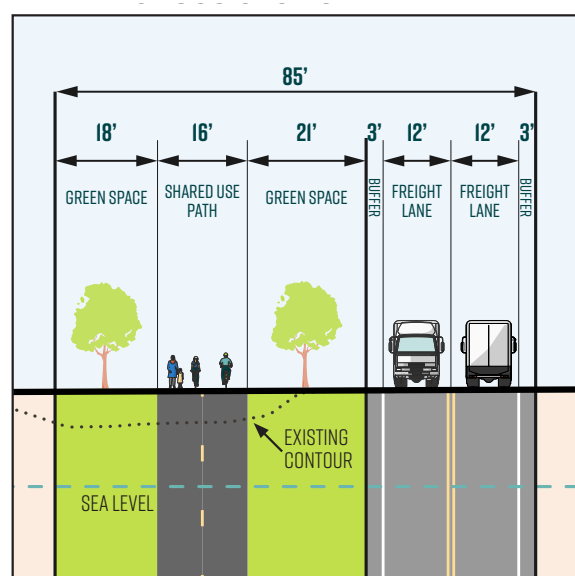 85’
18’ 16’ 21’ 3’ 12’ 12’ 3’
GREEN SPACE
SHARED USE
PATH
GREEN SPACE
BUFFER
FREIGHT
LANE
FREIGHT
LANE
BUFFER
EXISTING
CONTOUR
SEA LEVEL